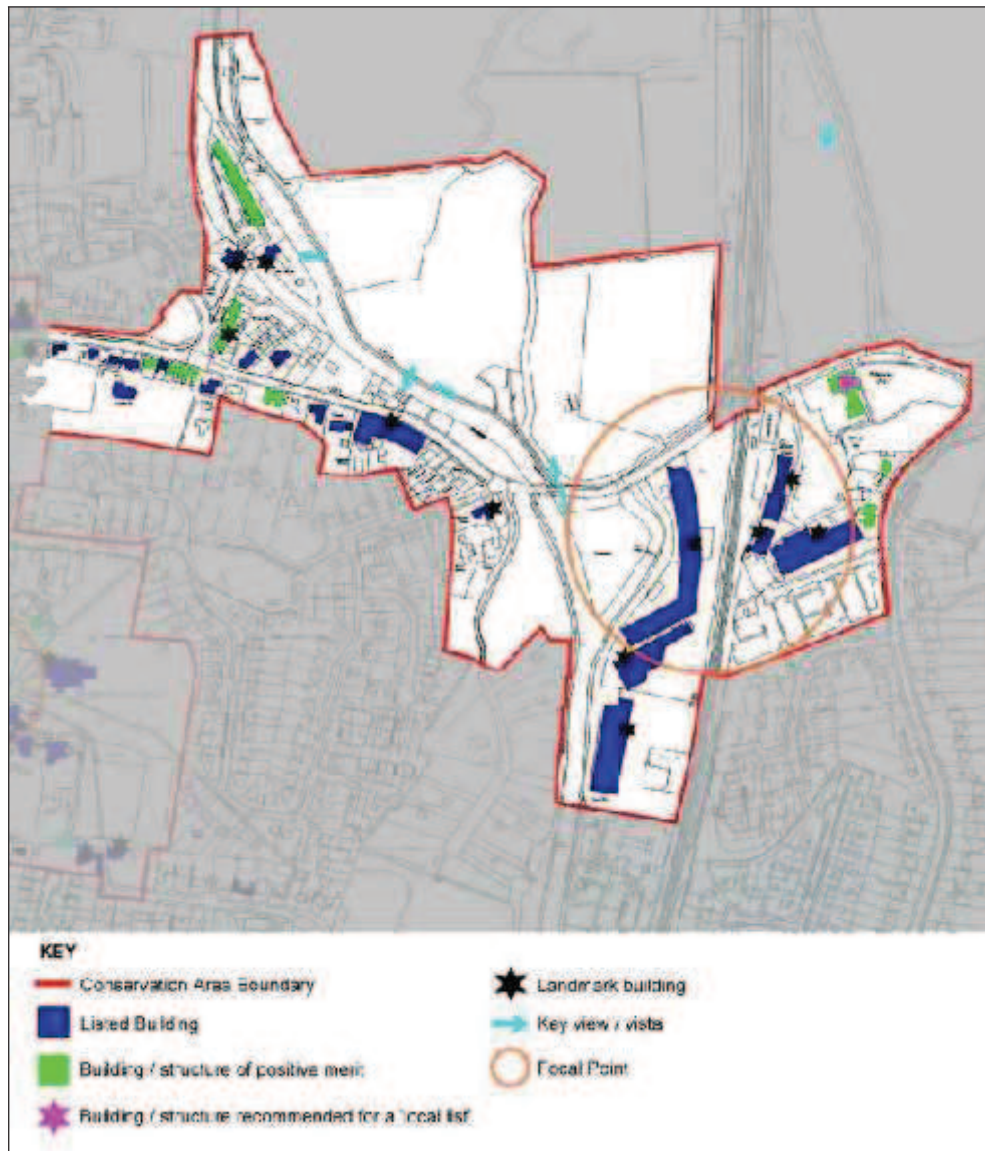 KEY
Conservation Area Boundary
Listed Building
Building / structure of positive merit
Building / structure recommended for a 'local list'
Landmark building
Key view / vista
Focal Point